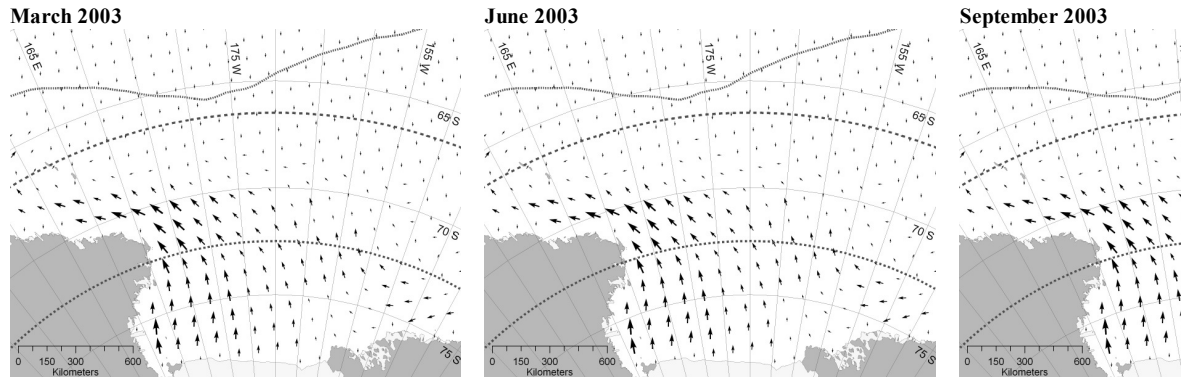 March 2003
165 E
175 W
155 W
65 S
70 S
75 S
0 150 300 600
Kilometers
June 2003
165 E
175 W
155 W
65 S
70 S
75 S
0 150 300 600
Kilometers
September 2003
165 E
0 150 300 600
Kilometers